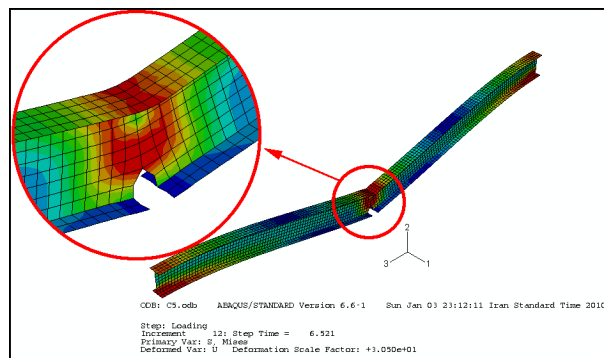 2
3
1
ODB: C5.odb ABAQUS/STANDARD Version 6.6-1 Sun Jan 03 23:12:11 Iran Standard Time 2010
Step: Loading
Increment 12: Step Time = 6.521
Primary Var: S, Mises
Deformed Var: U Deformation Scale Factor: +3.050e+01